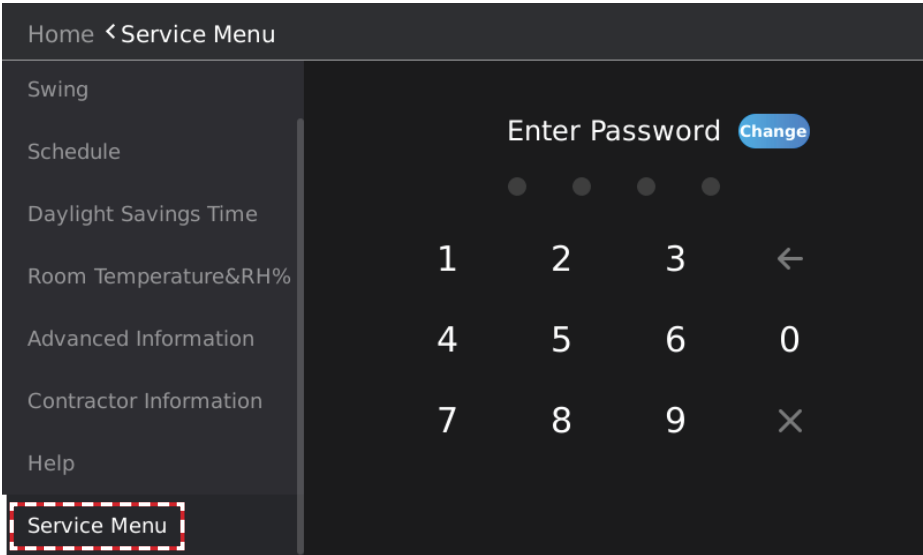 Home < Service Menu
Swing
Schedule
Daylight Savings Time
Room Temperature&RH%
Advanced Information
Contractor Information
Help
Service Menu
Enter Password Change
1 2 3 ←
4 5 6 0
7 8 9 ×